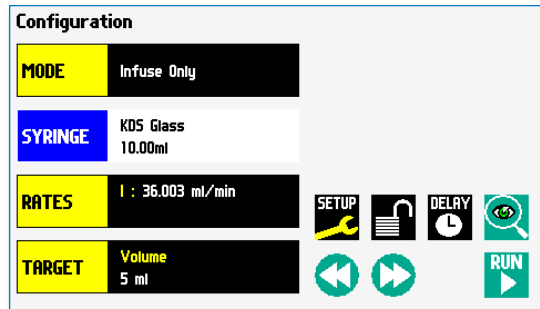 Configuration
MODE
Infuse Only
SYRINGE
KDS Glass
10.00ml
RATES
I : 36.003 ml/min
TARGET
Volume
5 ml
SETUP
DELAY
RUN